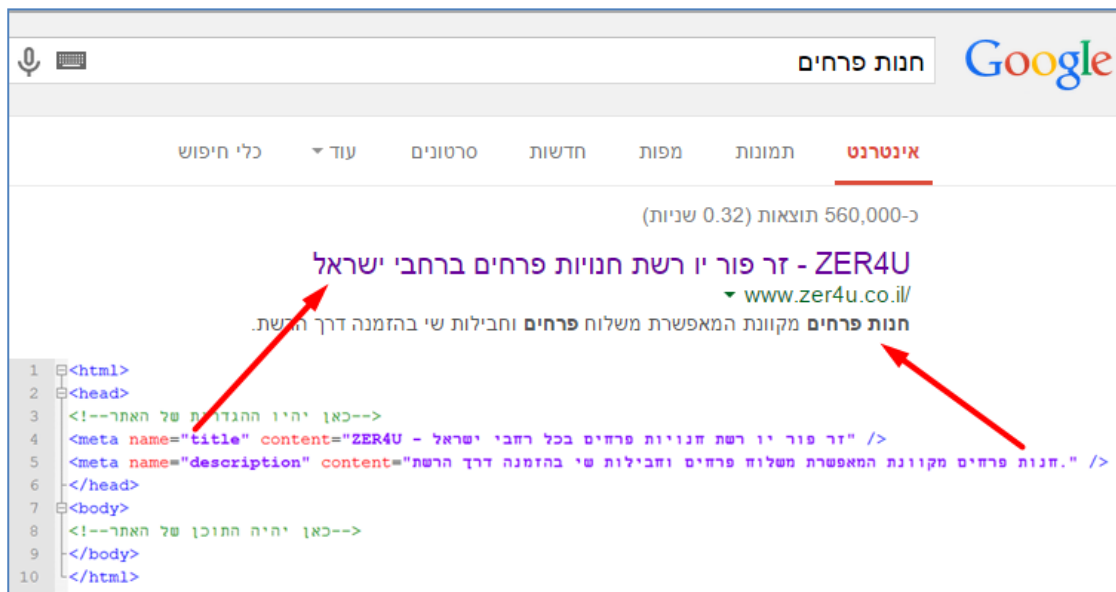 חנות פרחים Google
אינטרנט תמונות מפות חדשות סרטונים עוד כלי חיפוש
כ-560,000 תוצאות (0.32 שניות)
ZER4U - זר פור יו רשת חנויות פרחים ברחבי ישראל
www.zer4u.co.il/
חנות פרחים מקוונת המאפשרת משלוח פרחים וחבילות שי בהזמנה דרך הרשת.
1 <html>
2 <head>
3 <!--כאן יהיו ההגדרות של האתר-->
4 <meta name="title" content="ZER4U - זר פור יו רשת חנויות פרחים בכל רחבי ישראל" />
5 <meta name="description" content="חנות פרחים מקוונת המאפשרת משלוח פרחים וחבילות שי בהזמנה דרך הרשת." />
6 </head>
7 <body>
8 <!--כאן יהיה התוכן של האתר-->
9 </body>
10 </html>